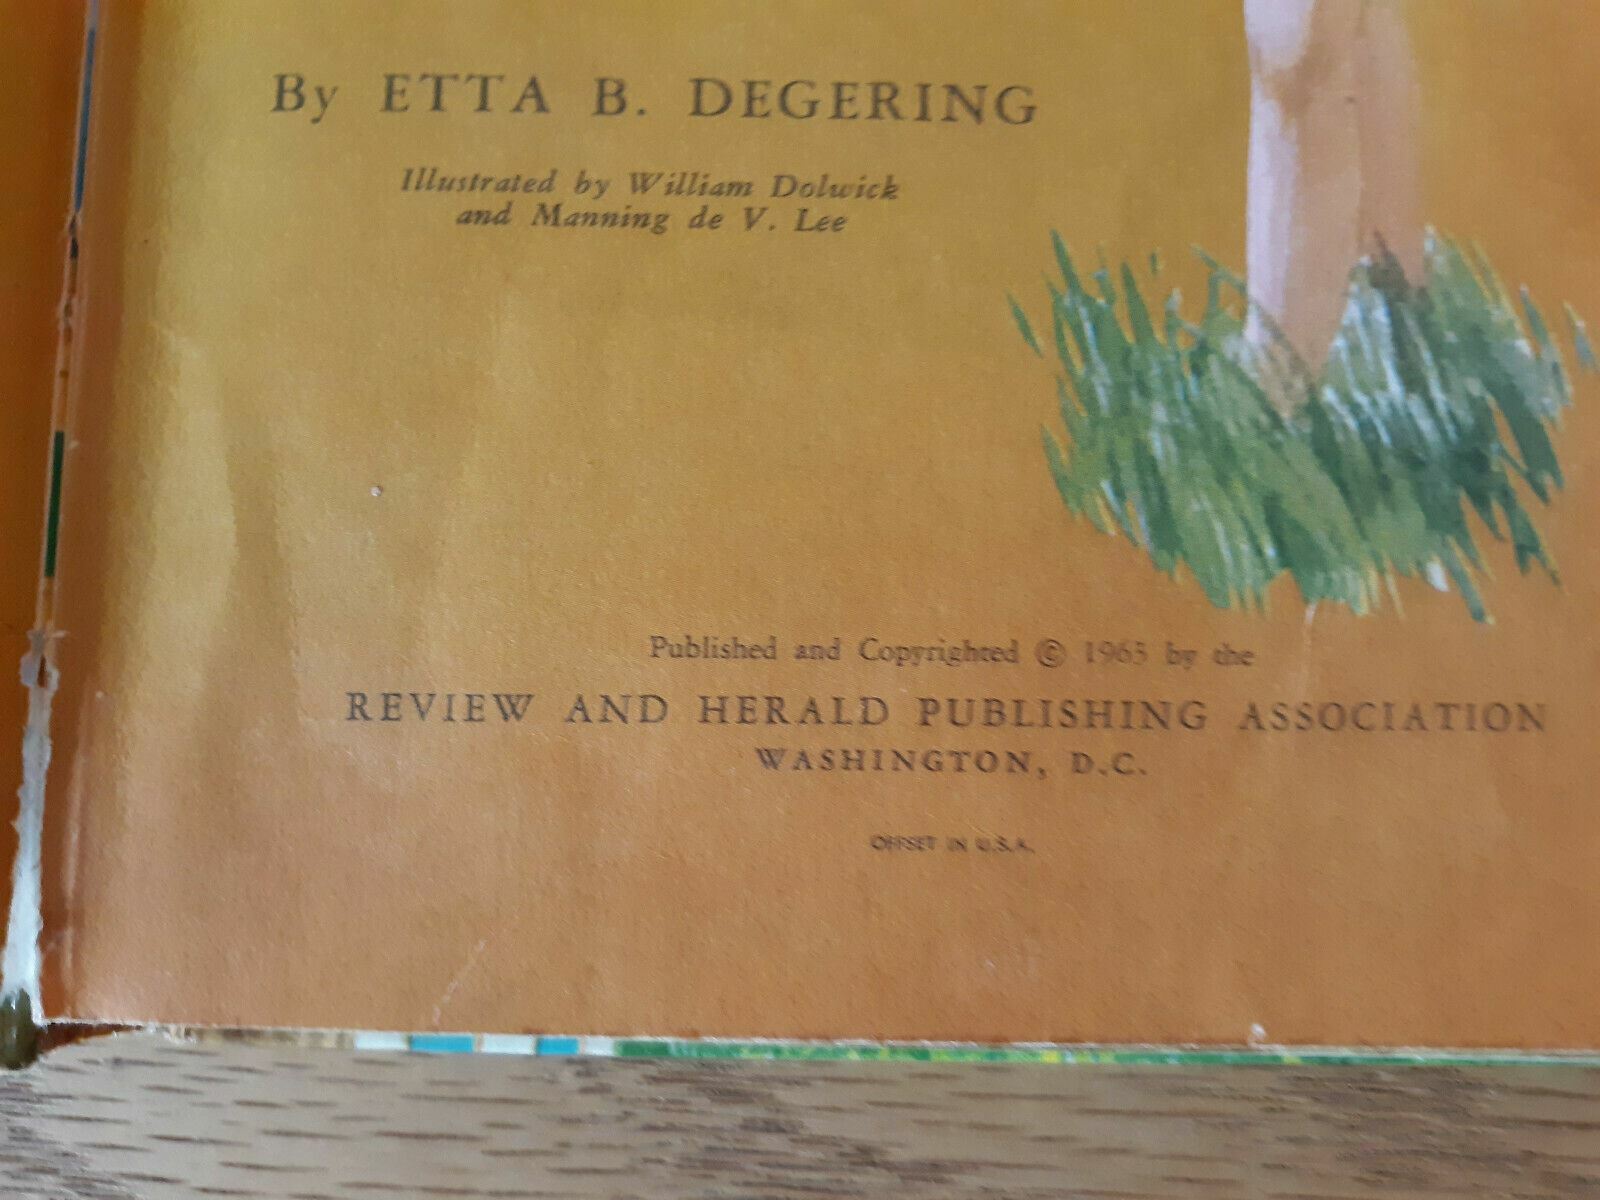 By ETTA B. DEGERING
Illustrated by William Dolwick
and Manning de V. Lee
Published and Copyrighted © 1965 by the
REVIEW AND HERALD PUBLISHING ASSOCIATION
WASHINGTON, D.C.
OFFSET IN U.S.A.